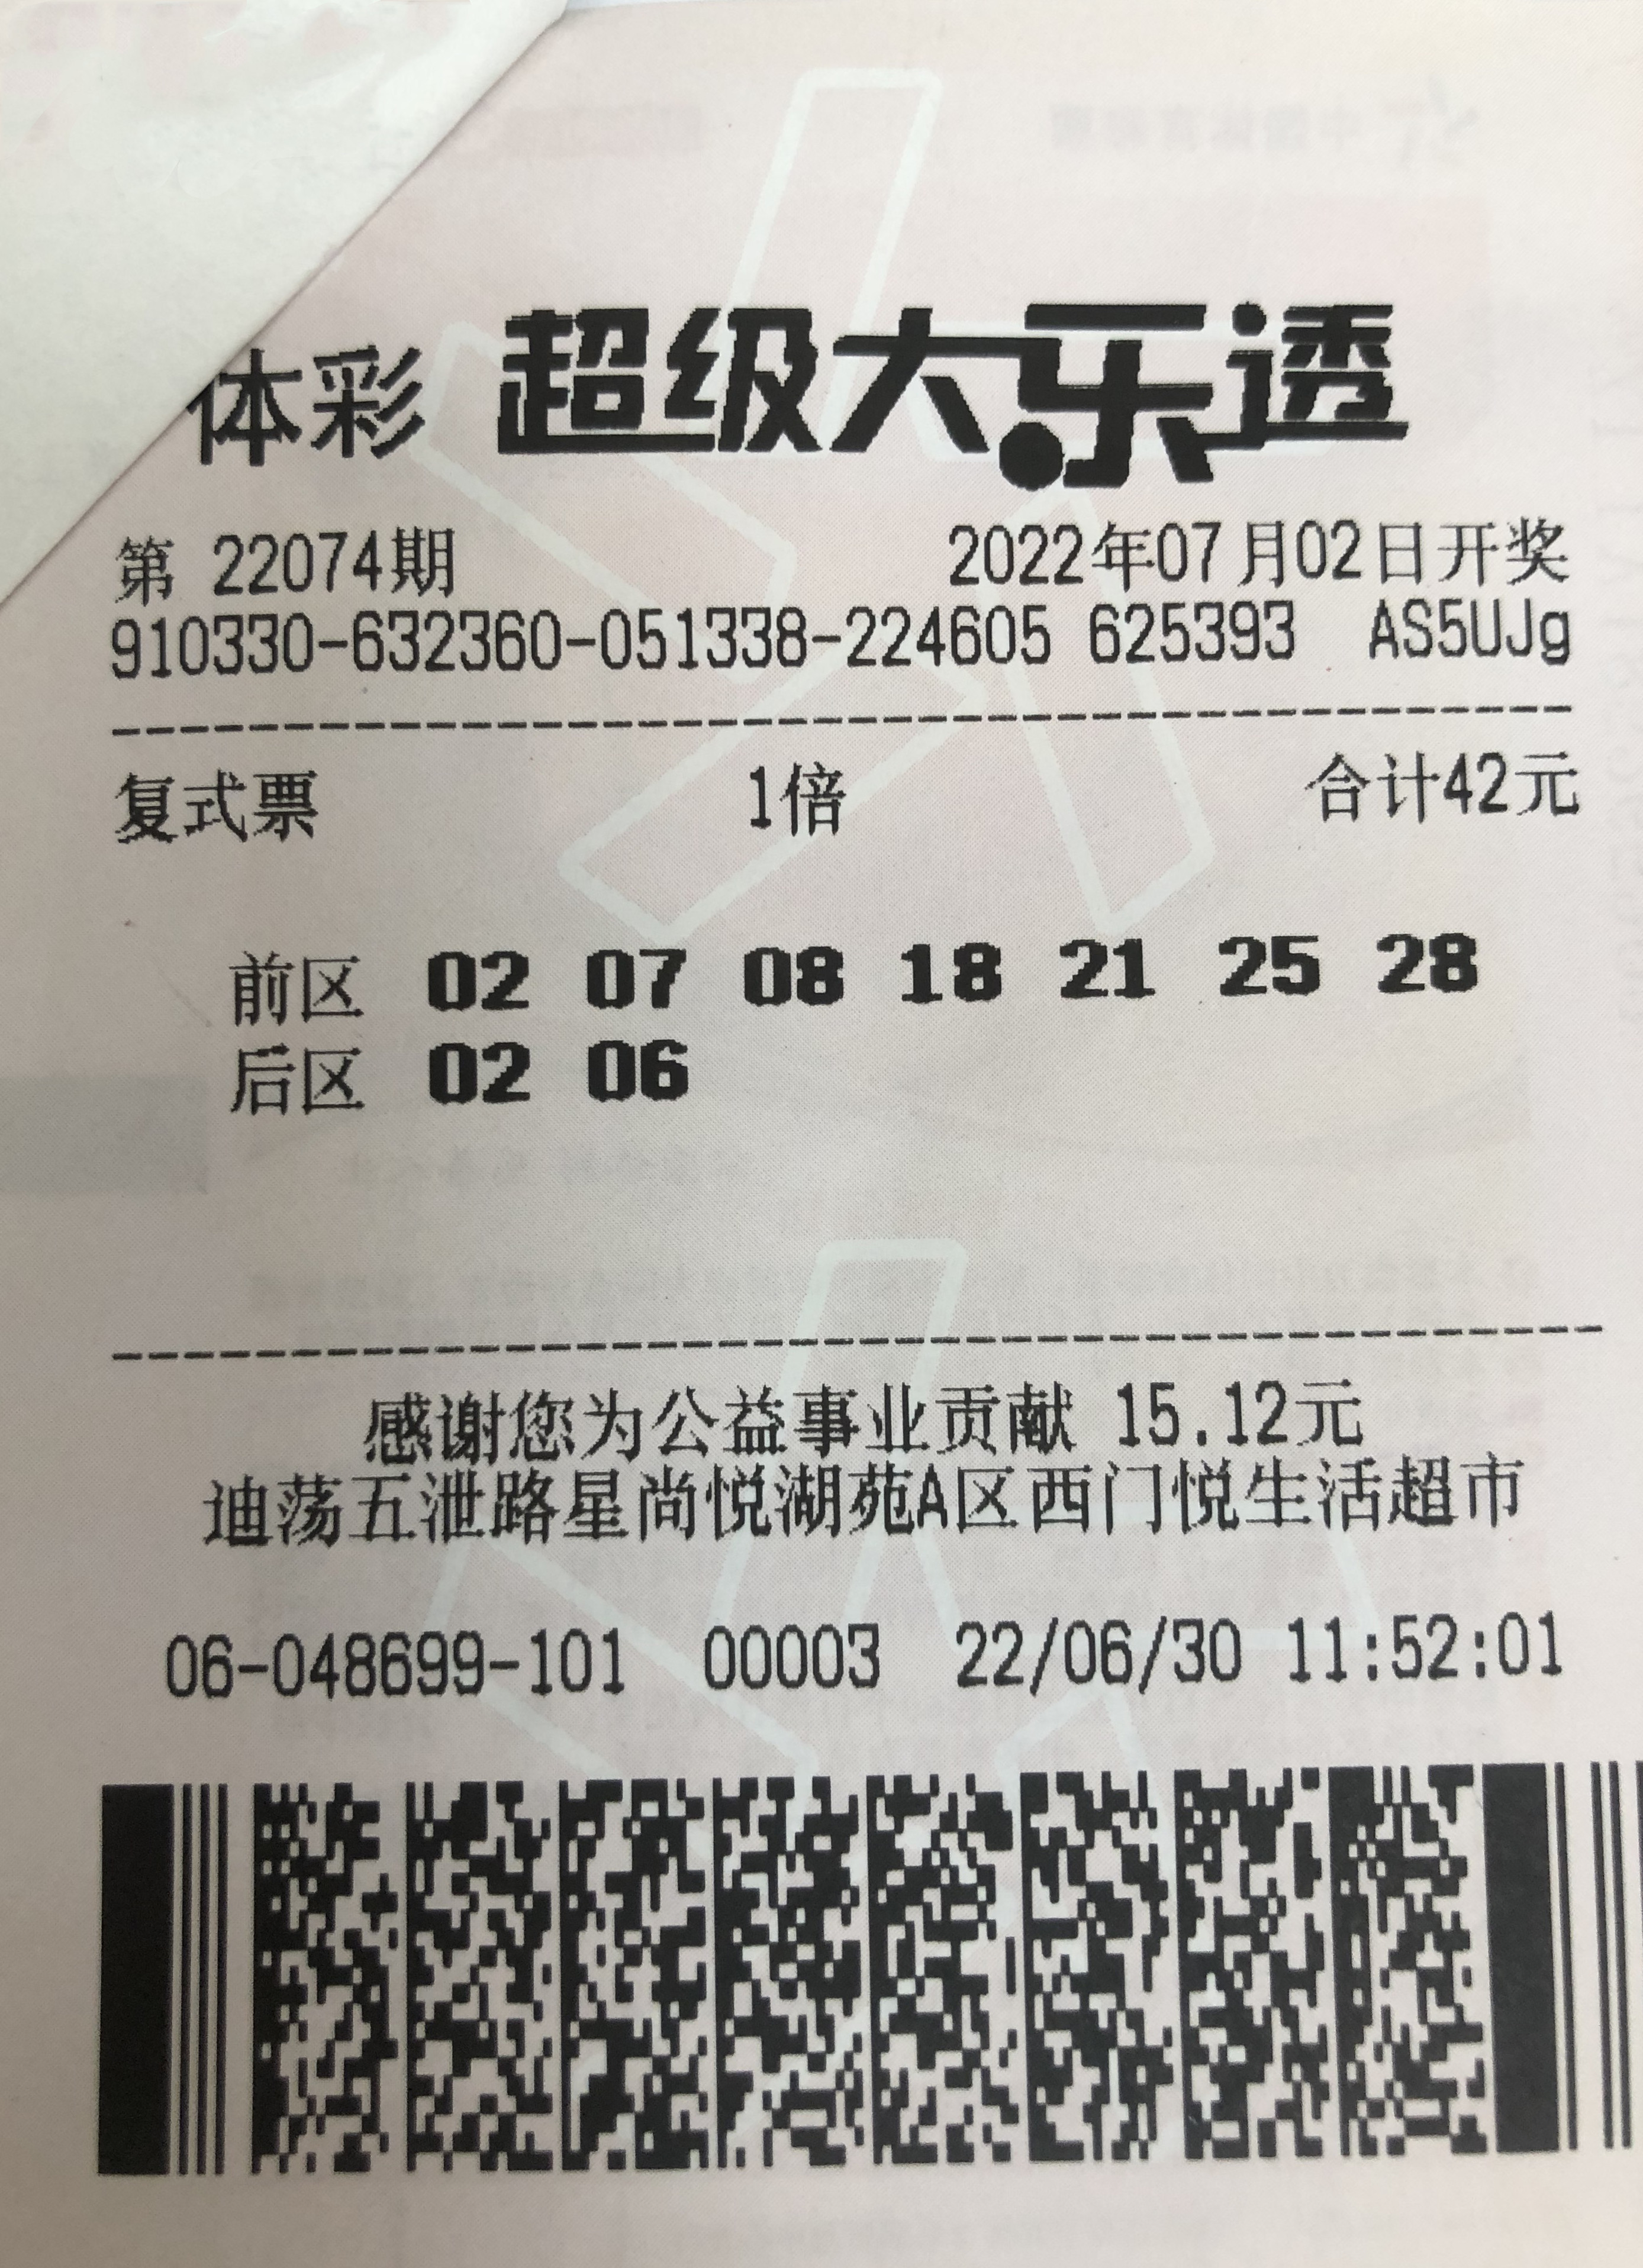 体彩 超级大乐透
第 22074期 2022年07月02日开奖
910330-632360-051338-224605 625393 AS5UJg
复式票 1倍 合计42元
前区 02 07 08 18 21 25 28
后区 02 06
感谢您为公益事业贡献 15.12元
迪荡五泄路星尚悦湖苑A区西门悦生活超市
06-048699-101 00003 22/06/30 11:52:01